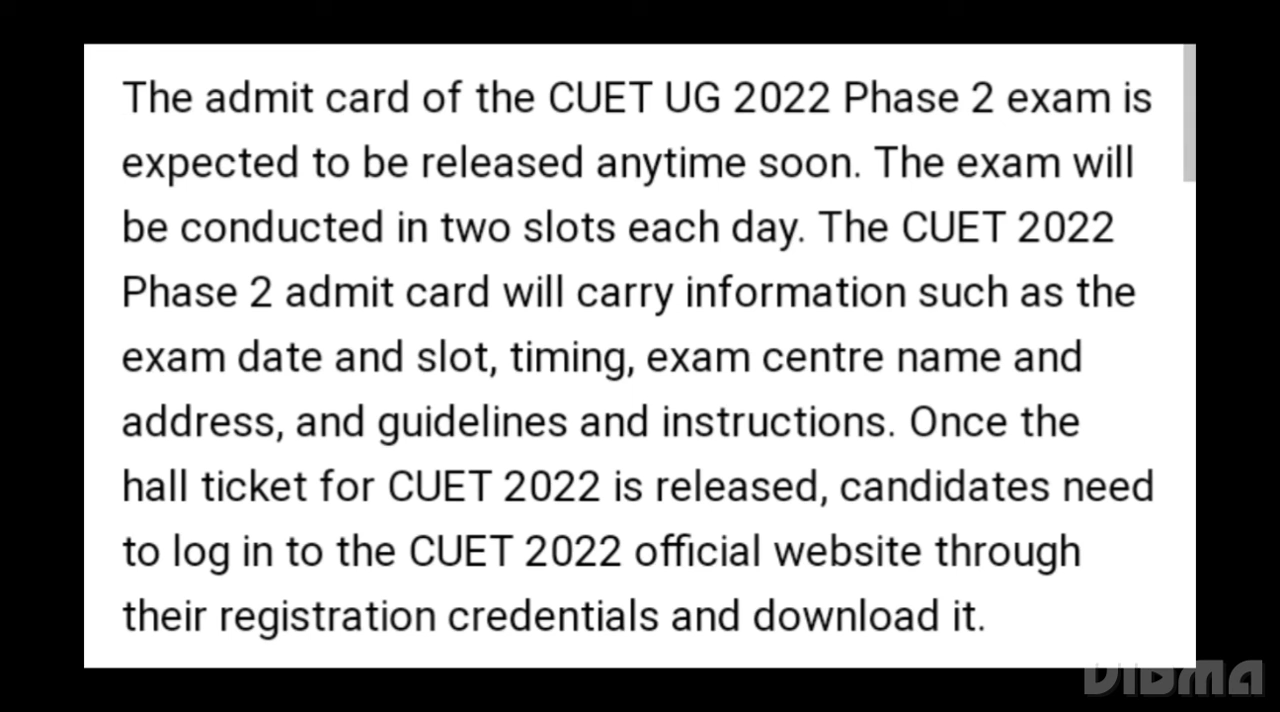 The admit card of the CUET UG 2022 Phase 2 exam is
expected to be released anytime soon. The exam will
be conducted in two slots each day. The CUET 2022
Phase 2 admit card will carry information such as the
exam date and slot, timing, exam centre name and
address, and guidelines and instructions. Once the
hall ticket for CUET 2022 is released, candidates need
to log in to the CUET 2022 official website through
their registration credentials and download it.